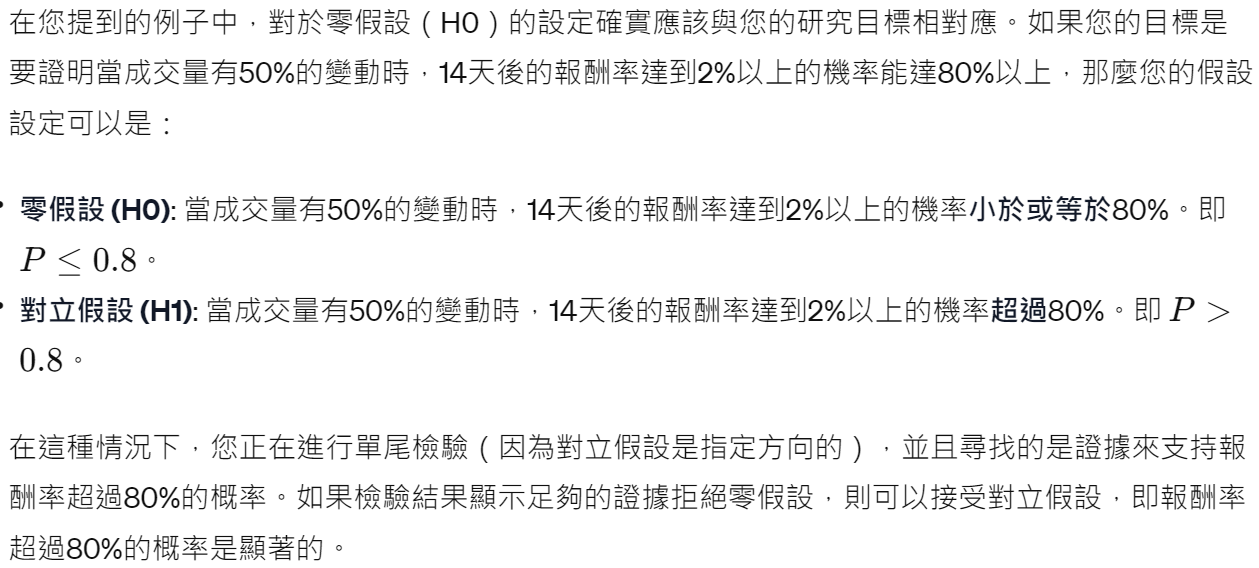 在您提到的例子中，對於零假設（H0）的設定確實應該與您的研究目標相對應。如果您的目標是
要證明當成交量有50%的變動時，14天後的報酬率達到2%以上的機率能達80%以上，那麼您的假設
設定可以是：
• 零假設 (H0): 當成交量有50%的變動時，14天後的報酬率達到2%以上的機率小於或等於80%。即
P ≤ 0.8。
• 對立假設 (H1): 當成交量有50%的變動時，14天後的報酬率達到2%以上的機率超過80%。即 P >
0.8。
在這種情況下，您正在進行單尾檢驗（因為對立假設是指定方向的），並且尋找的是證據來支持報
酬率超過80%的概率。如果檢驗結果顯示足夠的證據拒絕零假設，則可以接受對立假設，即報酬率
超過80%的概率是顯著的。